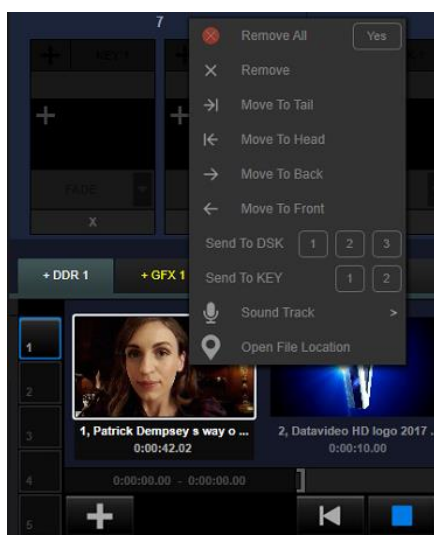 7
Remove All Yes
KEY 1
Remove
Move To Tail
Move To Head
Move To Back
FADE
Move To Front
X
Send To DSK 1 2 3
+ DDR 1 + GFX 1 Send To KEY 1 2
Sound Track >
1 Open File Location
2
3 1, Patrick Dempsey s way o ... 2, Datavideo HD logo 2017 .
0:00:42.02 0:00:10.00
4 0:00:00.00 - 0:00:00.00
5